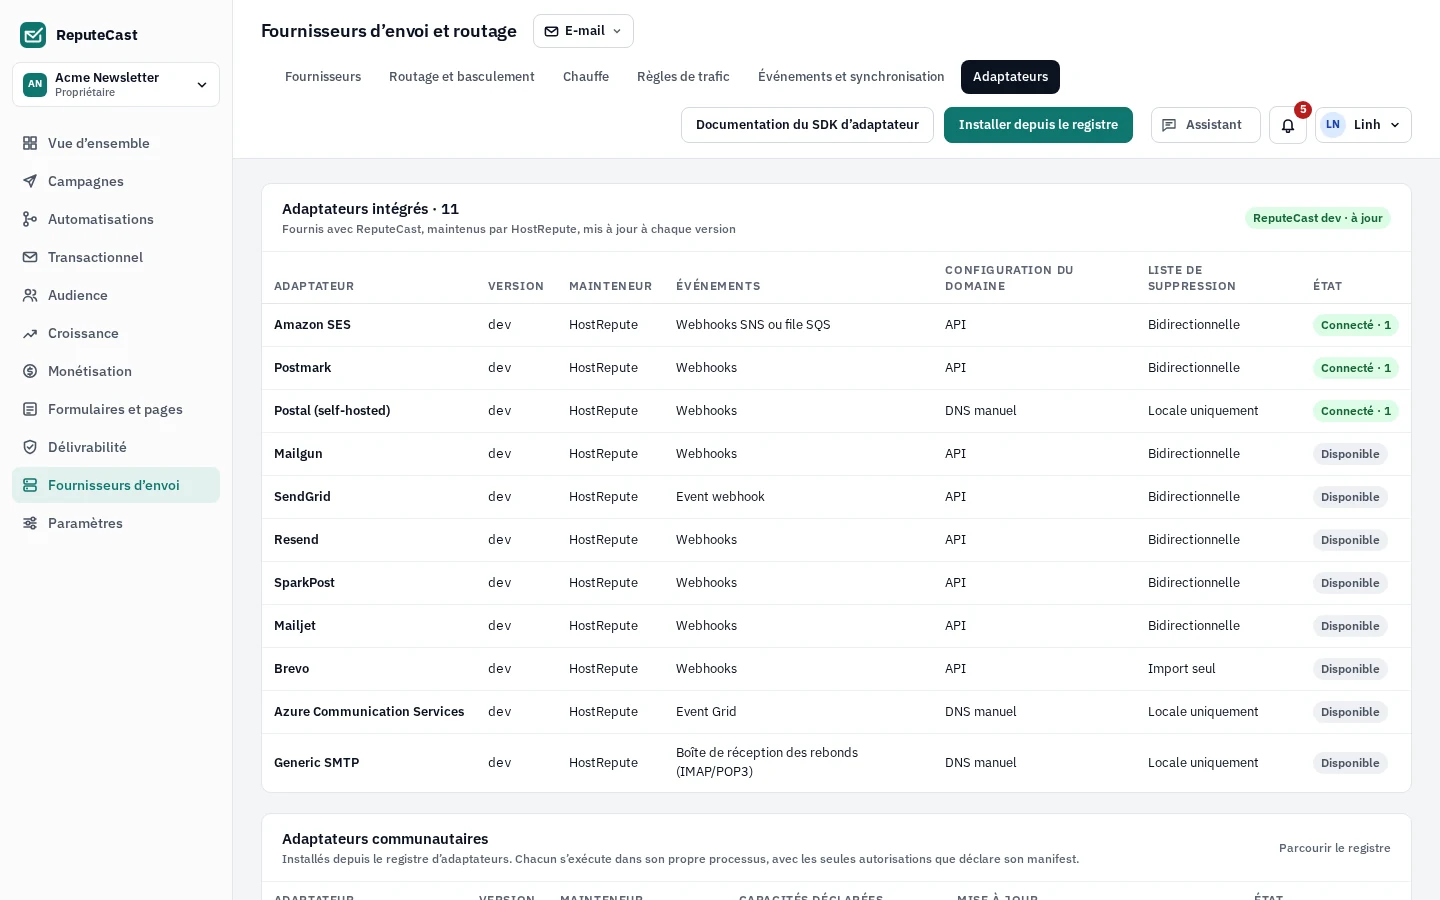 ReputeCast
AN
Acme Newsletter
Propriétaire
Vue d’ensemble
Campagnes
Automatisations
Transactionnel
Audience
Croissance
Monétisation
Formulaires et pages
Délivrabilité
Fournisseurs d’envoi
Paramètres
Fournisseurs d’envoi et routage
E-mail
Fournisseurs
Routage et basculement
Chauffe
Règles de trafic
Événements et synchronisation
Adaptateurs
Documentation du SDK d’adaptateur
Installer depuis le registre
Assistant
5
LN
Linh
Adaptateurs intégrés · 11
Fournis avec ReputeCast, maintenus par HostRepute, mis à jour à chaque version
ReputeCast dev · à jour
ADAPTATEUR VERSION MAINTENEUR ÉVÉNEMENTS CONFIGURATION DU DOMAINE LISTE DE SUPPRESSION ÉTAT
Amazon SES dev HostRepute Webhooks SNS ou file SQS API Bidirectionnelle Connecté · 1
Postmark dev HostRepute Webhooks API Bidirectionnelle Connecté · 1
Postal (self-hosted) dev HostRepute Webhooks DNS manuel Locale uniquement Connecté · 1
Mailgun dev HostRepute Webhooks API Bidirectionnelle Disponible
SendGrid dev HostRepute Event webhook API Bidirectionnelle Disponible
Resend dev HostRepute Webhooks API Bidirectionnelle Disponible
SparkPost dev HostRepute Webhooks API Bidirectionnelle Disponible
Mailjet dev HostRepute Webhooks API Bidirectionnelle Disponible
Brevo dev HostRepute Webhooks API Import seul Disponible
Azure Communication Services dev HostRepute Event Grid DNS manuel Locale uniquement Disponible
Generic SMTP dev HostRepute Boîte de réception des rebonds (IMAP/POP3) DNS manuel Locale uniquement Disponible
Adaptateurs communautaires
Installés depuis le registre d’adaptateurs. Chacun s’exécute dans son propre processus, avec les seules autorisations que déclare son manifest.
Parcourir le registre
ADAPTATEUR VERSION MAINTENEUR CAPACITÉS DÉCLARÉES MISE À JOUR ÉTAT